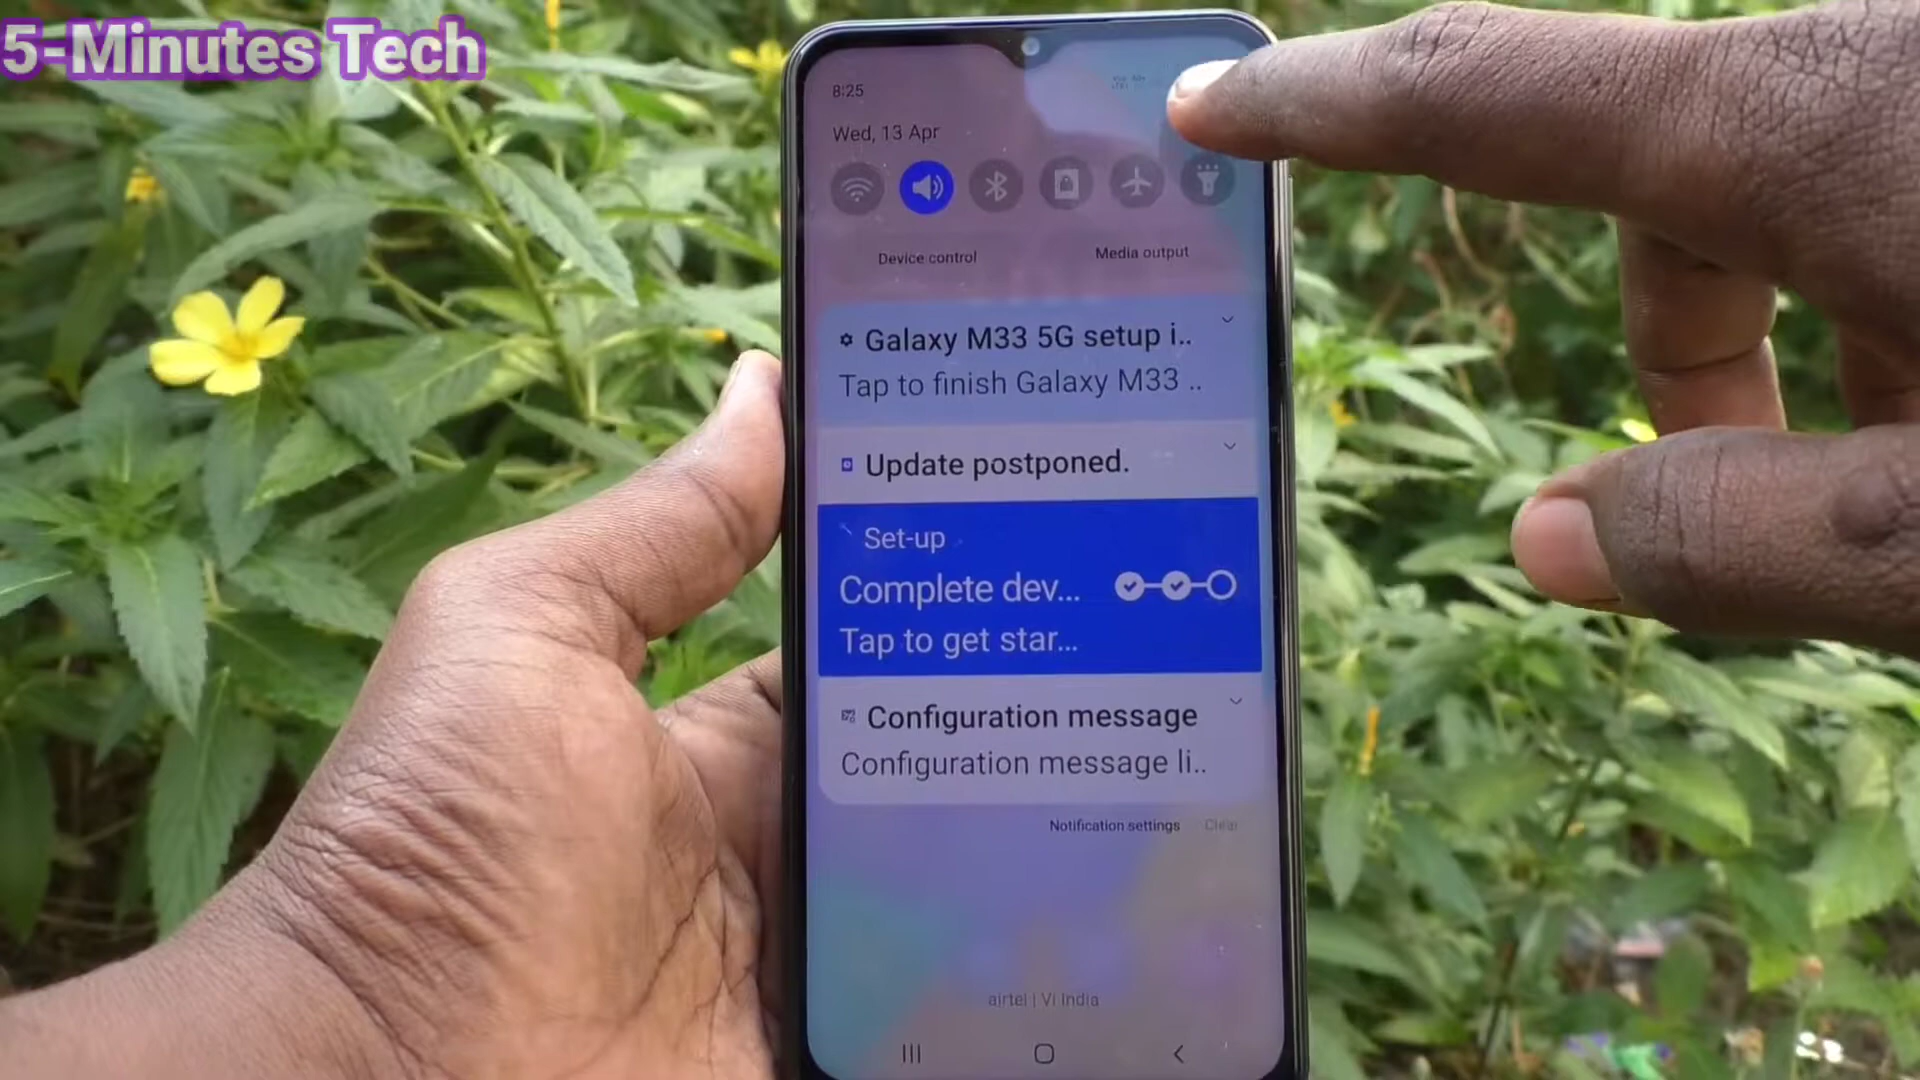 5-Minutes Tech
8:25
Wed, 13 Apr
Device control
Media output
Galaxy M33 5G setup i..
Tap to finish Galaxy M33 ..
Update postponed.
Set-up
Complete dev...
Tap to get star...
Configuration message
Configuration message li..
Notification settings Clear
airtel | Vi India